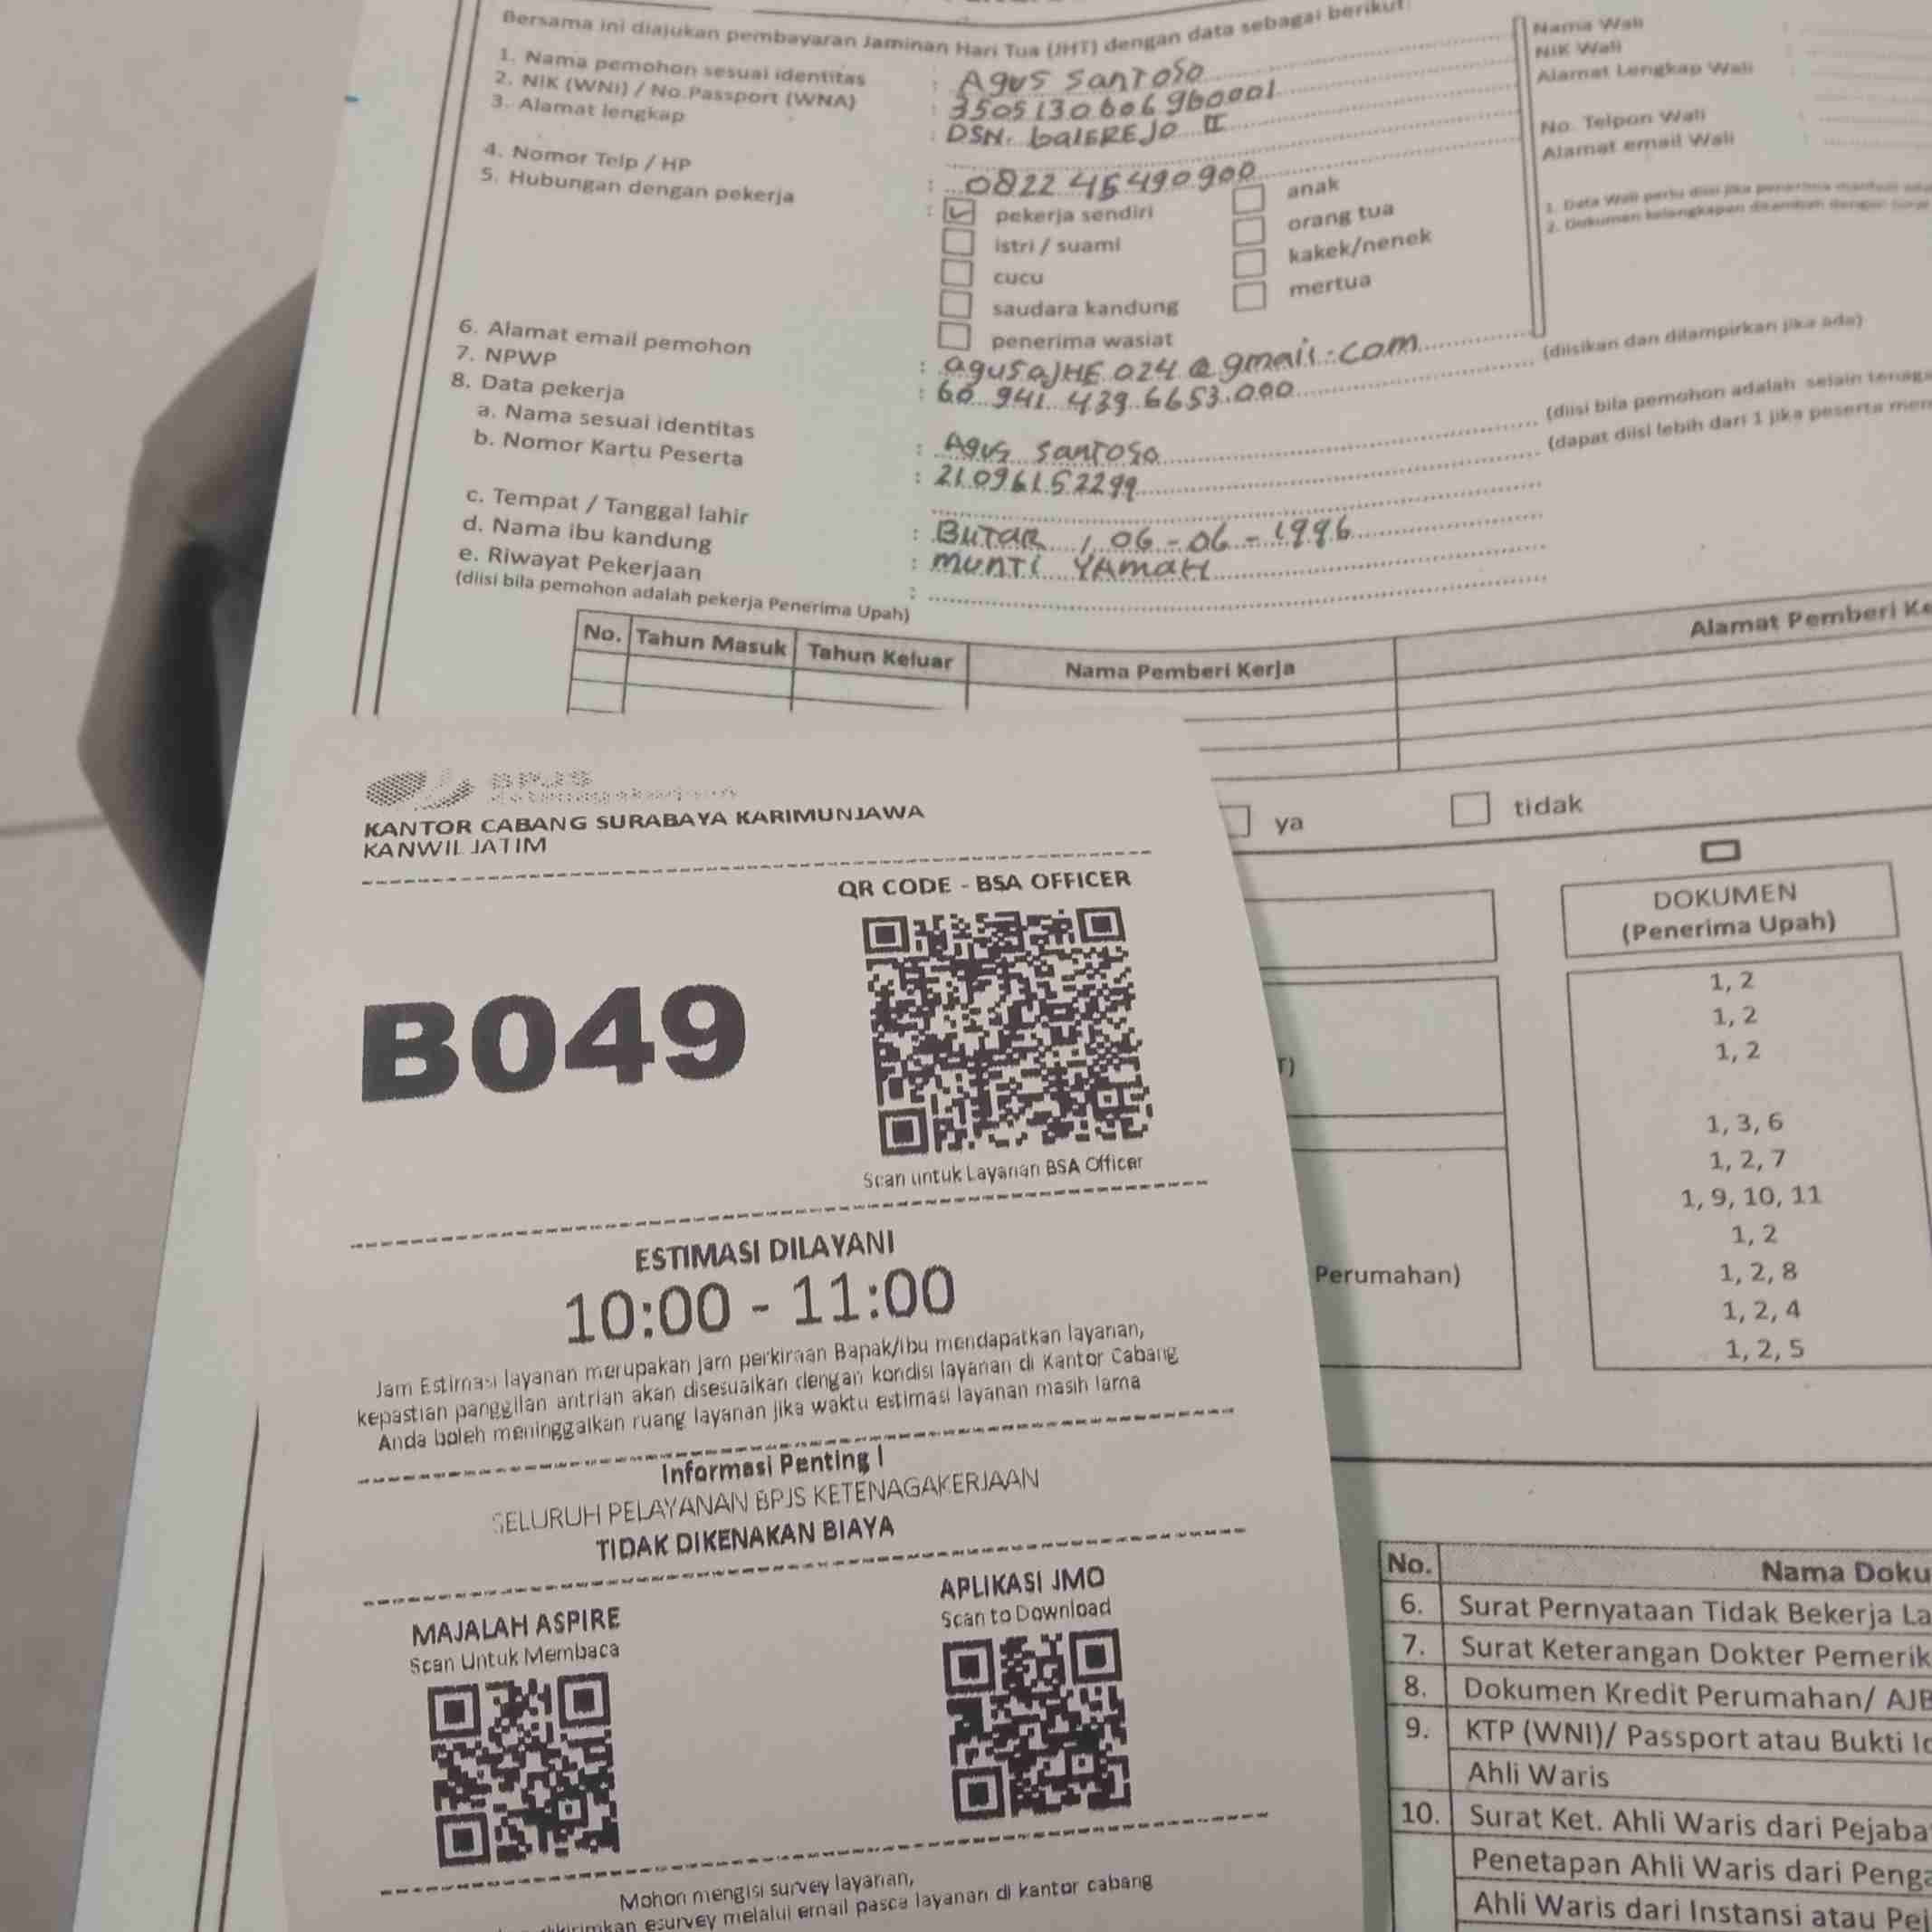 Bersama ini diajukan pembayaran Jaminan Hari Tua (JHT) dengan data sebagai berikut
1. Nama pemohon sesuai identitas : Agus Santoso
2. NIK (WNI) / No.Passport (WNA) : 3505130606960001
3. Alamat lengkap : DSN. balEREJO II
4. Nomor Telp / HP : 082245490900
5. Hubungan dengan pekerja :
pekerja sendiri
anak
istri / suami
orang tua
cucu
kakek/nenek
saudara kandung
mertua
penerima wasiat
6. Alamat email pemohon : agusajHE024@gmail.com
7. NPWP : 60 941 439 6653.000 (diisikan dan dilampirkan jika ada)
8. Data pekerja
a. Nama sesuai identitas : Agus Santoso (diisi bila pemohon adalah selain tenaga
b. Nomor Kartu Peserta : 21096152299 (dapat diisi lebih dari 1 jika peserta
c. Tempat / Tanggal lahir : BLITAR, 06-06-1996
d. Nama ibu kandung : MUNTI YAMAH
e. Riwayat Pekerjaan :
(diisi bila pemohon adalah pekerja Penerima Upah)
No. Tahun Masuk Tahun Keluar Nama Pemberi Kerja Alamat Pemberi Ke
Nama Wali
NIK Wali
Alamat Lengkap Wali
No. Telpon Wali
Alamat email Wali
ya
tidak
BPJS
Ketenagakerjaan
KANTOR CABANG SURABAYA KARIMUNJAWA
KANWIL JATIM
QR CODE - BSA OFFICER
B049
Scan untuk Layanan BSA Officer
ESTIMASI DILAYANI
10:00 - 11:00
Jam Estimasi layanan merupakan jam perkiraan Bapak/Ibu mendapatkan layanan,
kepastian panggilan antrian akan disesuaikan dengan kondisi layanan di Kantor Cabang
Anda boleh meninggalkan ruang layanan jika waktu estimasi layanan masih lama
Informasi Penting !
SELURUH PELAYANAN BPJS KETENAGAKERJAAN
TIDAK DIKENAKAN BIAYA
MAJALAH ASPIRE
Scan Untuk Membaca
APLIKASI JMO
Scan to Download
Mohon mengisi survey layanan,
esurvey melalui email pasca layanan di kantor cabang
DOKUMEN
(Penerima Upah)
1, 2
1, 2
1, 2
1, 3, 6
1, 2, 7
1, 9, 10, 11
1, 2
1, 2, 8
1, 2, 4
1, 2, 5
T)
Perumahan)
No. Nama Doku
6. Surat Pernyataan Tidak Bekerja La
7. Surat Keterangan Dokter Pemerik
8. Dokumen Kredit Perumahan/ AJB
9. KTP (WNI)/ Passport atau Bukti Id
Ahli Waris
10. Surat Ket. Ahli Waris dari Pejaba
Penetapan Ahli Waris dari Penga
Ahli Waris dari Instansi atau Pe